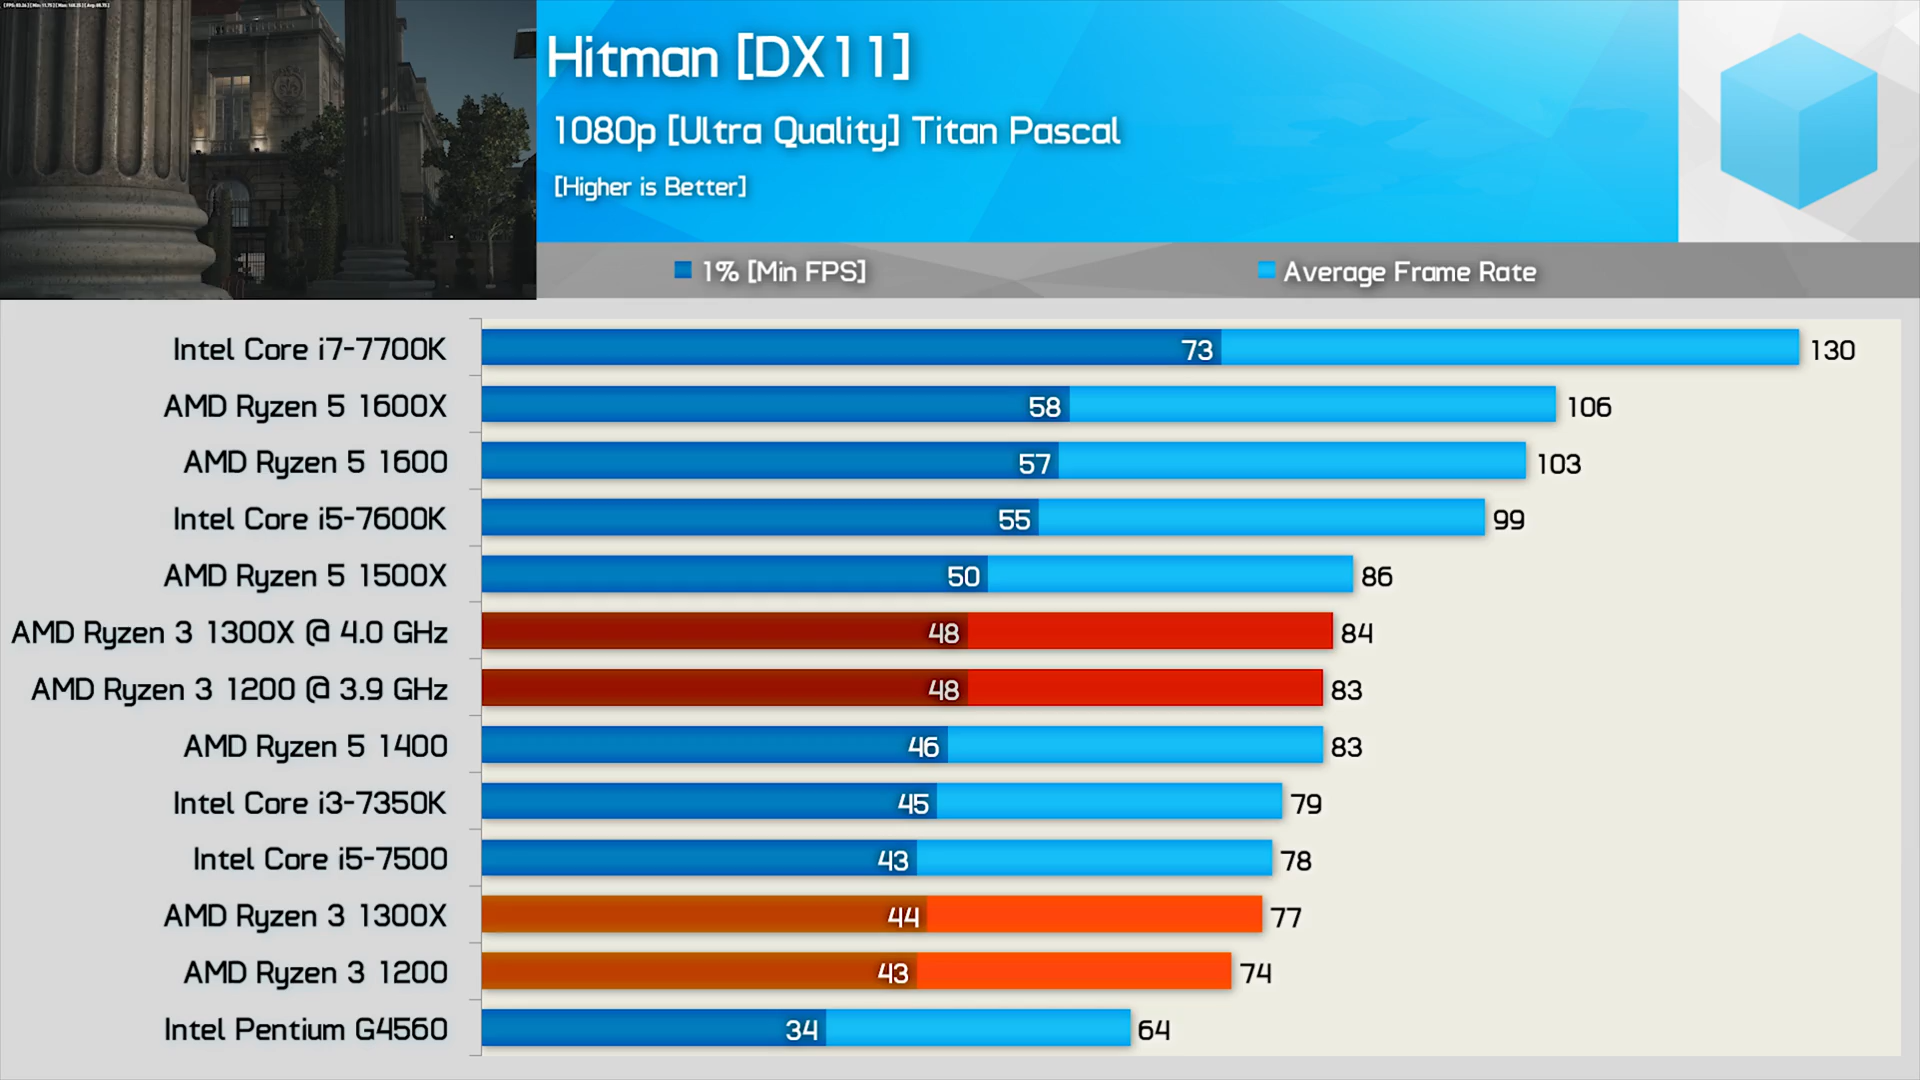 Hitman [DX11]
1080p [Ultra Quality] Titan Pascal
[Higher is Better]
1% [Min FPS] Average Frame Rate
Intel Core i7-7700K 73 130
AMD Ryzen 5 1600X 58 106
AMD Ryzen 5 1600 57 103
Intel Core i5-7600K 55 99
AMD Ryzen 5 1500X 50 86
AMD Ryzen 3 1300X @ 4.0 GHz 48 84
AMD Ryzen 3 1200 @ 3.9 GHz 48 83
AMD Ryzen 5 1400 46 83
Intel Core i3-7350K 45 79
Intel Core i5-7500 43 78
AMD Ryzen 3 1300X 44 77
AMD Ryzen 3 1200 43 74
Intel Pentium G4560 34 64